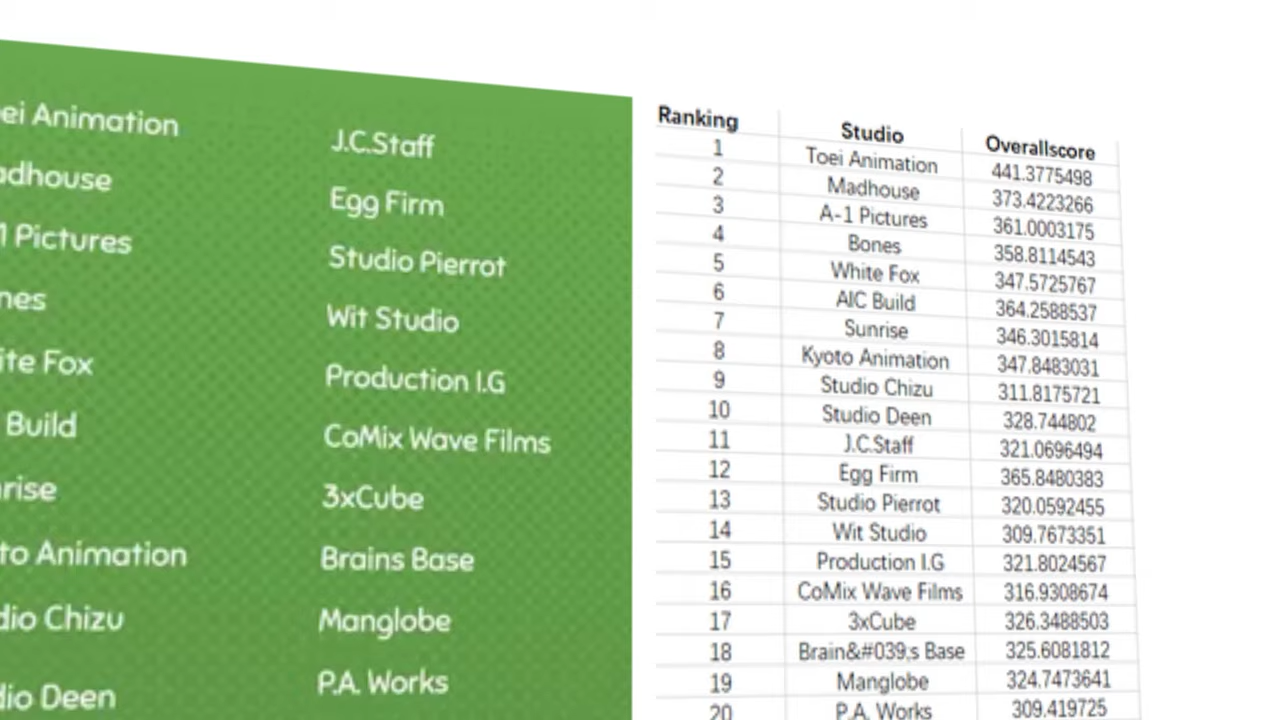 ei Animation
adhouse
1 Pictures
nes
ite Fox
Build
rise
to Animation
dio Chizu
dio Deen
J.C.Staff
Egg Firm
Studio Pierrot
Wit Studio
Production I.G
CoMix Wave Films
3xCube
Brains Base
Manglobe
P.A. Works
Ranking Studio Overallscore
1 Toei Animation 441.3775498
2 Madhouse 373.4223266
3 A-1 Pictures 361.0003175
4 Bones 358.8114543
5 White Fox 347.5725767
6 AIC Build 364.2588537
7 Sunrise 346.3015814
8 Kyoto Animation 347.8483031
9 Studio Chizu 311.8175721
10 Studio Deen 328.744802
11 J.C.Staff 321.0696494
12 Egg Firm 365.8480383
13 Studio Pierrot 320.0592455
14 Wit Studio 309.7673351
15 Production I.G 321.8024567
16 CoMix Wave Films 316.9308674
17 3xCube 326.3488503
18 Brain&#039;s Base 325.6081812
19 Manglobe 324.7473641
20 P.A. Works 309.419725